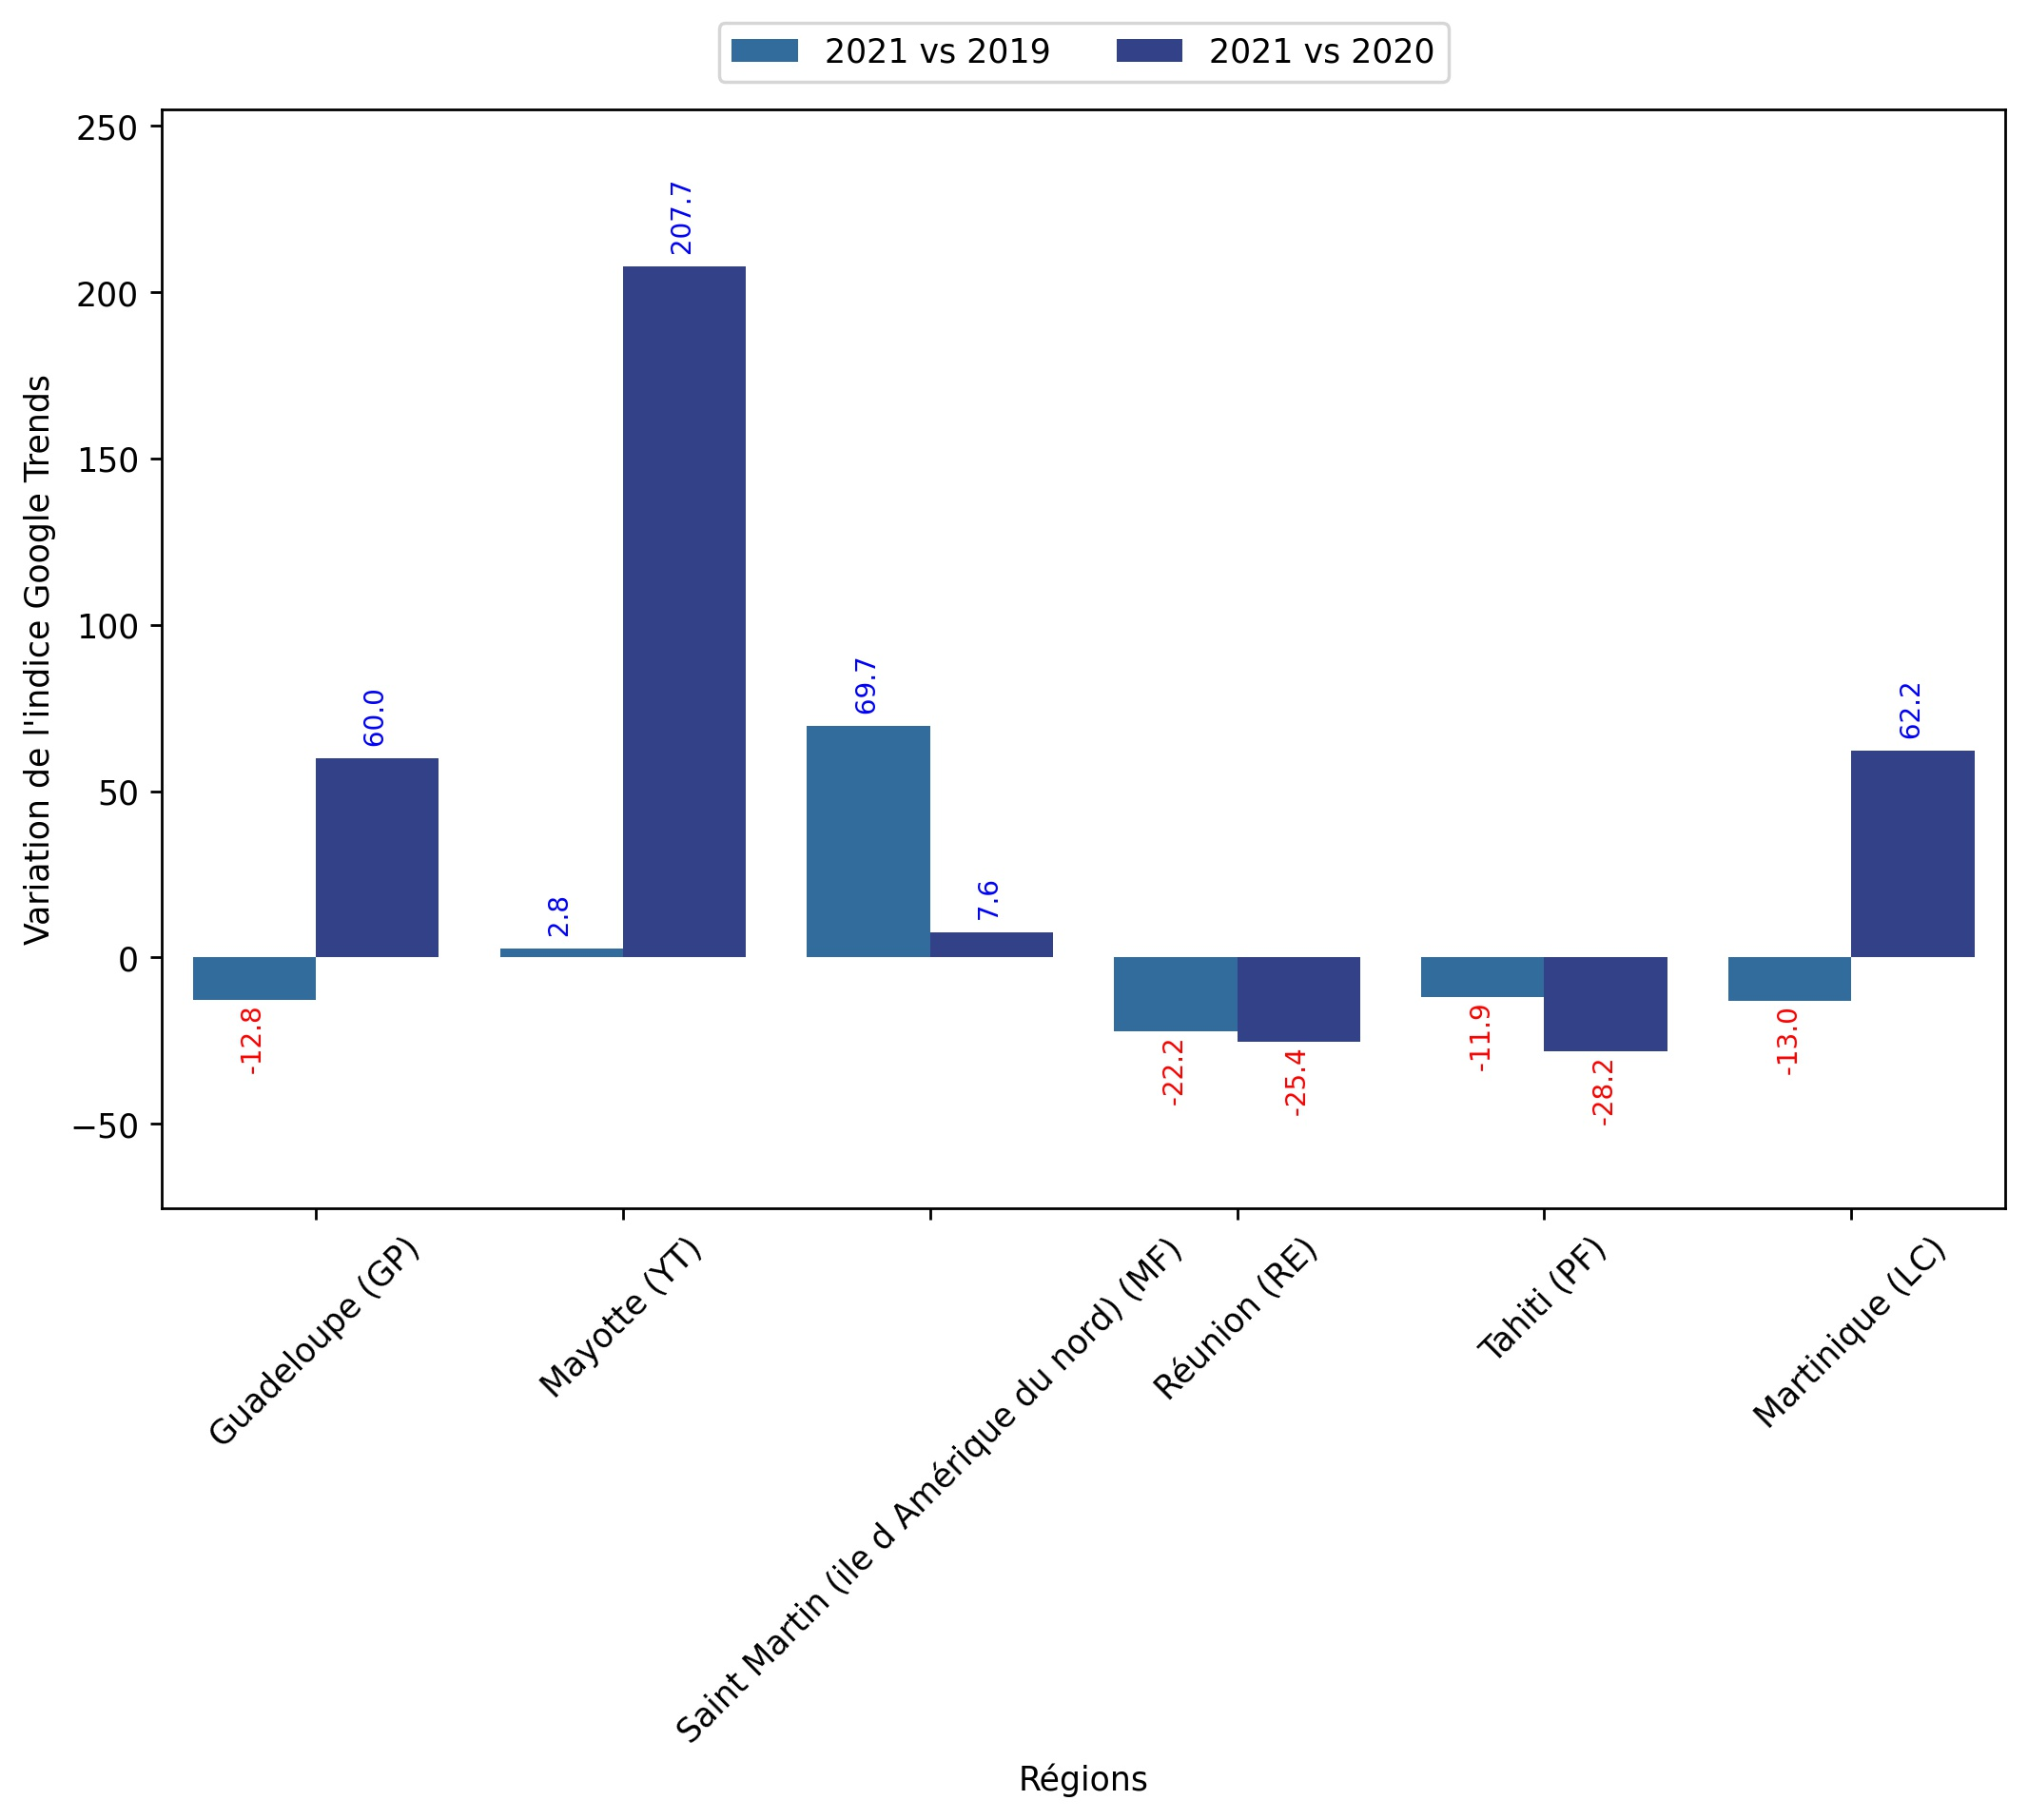 2021 vs 2019 2021 vs 2020
Variation de l'indice Google Trends
250
200
150
100
50
0
−50
-12.8
60.0
2.8
207.7
69.7
7.6
-22.2
-25.4
-11.9
-28.2
-13.0
62.2
Guadeloupe (GP)
Mayotte (YT)
Saint Martin (ile d Amérique du nord) (MF)
Réunion (RE)
Tahiti (PF)
Martinique (LC)
Régions